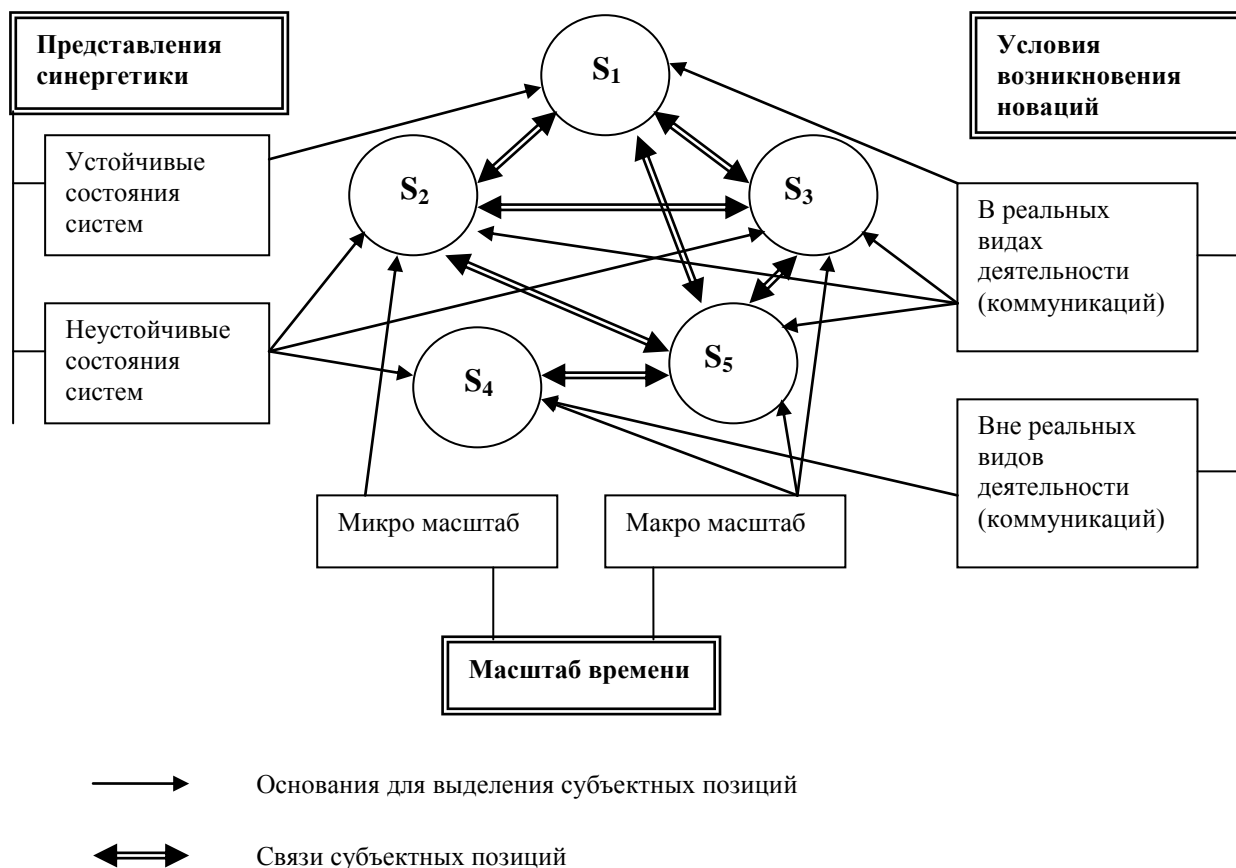 Представления
синергетики
Условия
возникновения
новаций
S₁
Устойчивые
состояния
систем
S₂
S₃
В реальных
видах
деятельности
(коммуникаций)
Неустойчивые
состояния
систем
S₄
S₅
Вне реальных
видов
деятельности
(коммуникаций)
Микро масштаб
Макро масштаб
Масштаб времени
Основания для выделения субъектных позиций
Связи субъектных позиций